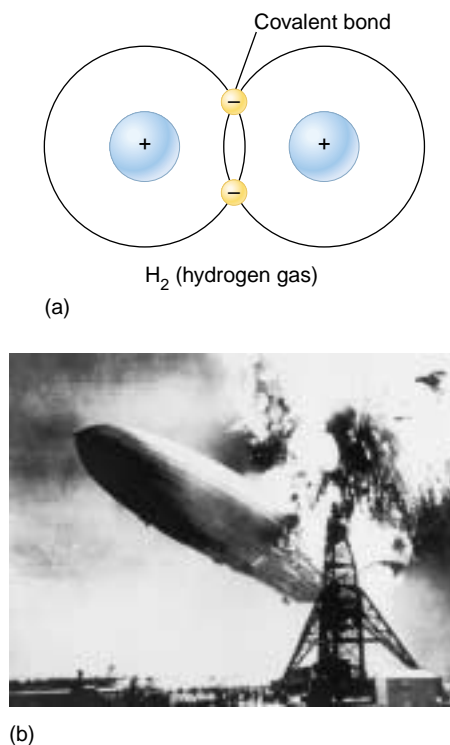 Covalent bond
+
+
−
−
H₂ (hydrogen gas)
(a)
(b)